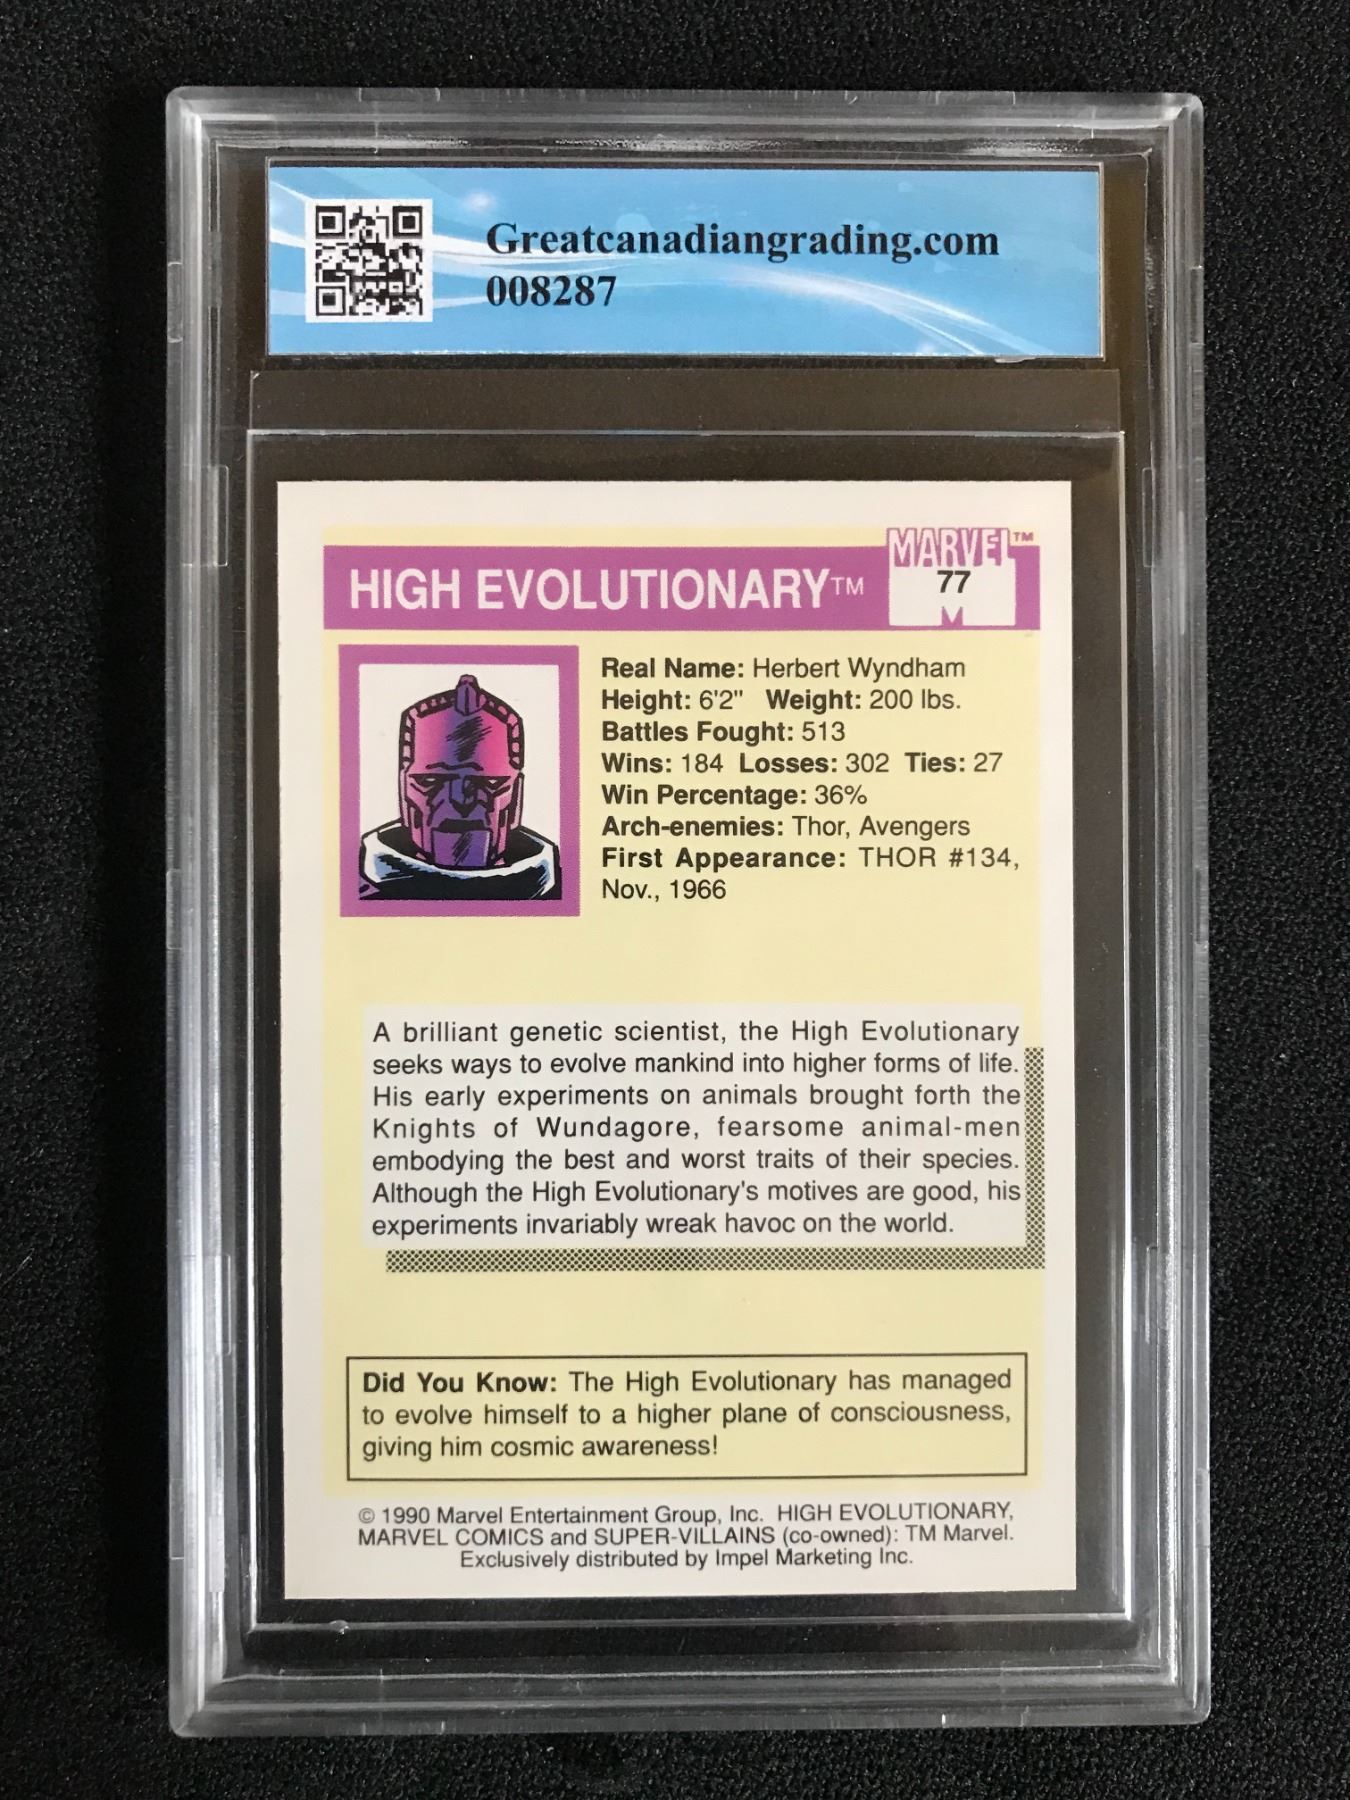 Greatcanadiangrading.com
008287
MARVEL™
HIGH EVOLUTIONARY™
77
Real Name: Herbert Wyndham
Height: 6'2" Weight: 200 lbs.
Battles Fought: 513
Wins: 184 Losses: 302 Ties: 27
Win Percentage: 36%
Arch-enemies: Thor, Avengers
First Appearance: THOR #134,
Nov., 1966
A brilliant genetic scientist, the High Evolutionary
seeks ways to evolve mankind into higher forms of life.
His early experiments on animals brought forth the
Knights of Wundagore, fearsome animal-men
embodying the best and worst traits of their species.
Although the High Evolutionary's motives are good, his
experiments invariably wreak havoc on the world.
Did You Know: The High Evolutionary has managed
to evolve himself to a higher plane of consciousness,
giving him cosmic awareness!
© 1990 Marvel Entertainment Group, Inc. HIGH EVOLUTIONARY,
MARVEL COMICS and SUPER-VILLAINS (co-owned): TM Marvel.
Exclusively distributed by Impel Marketing Inc.